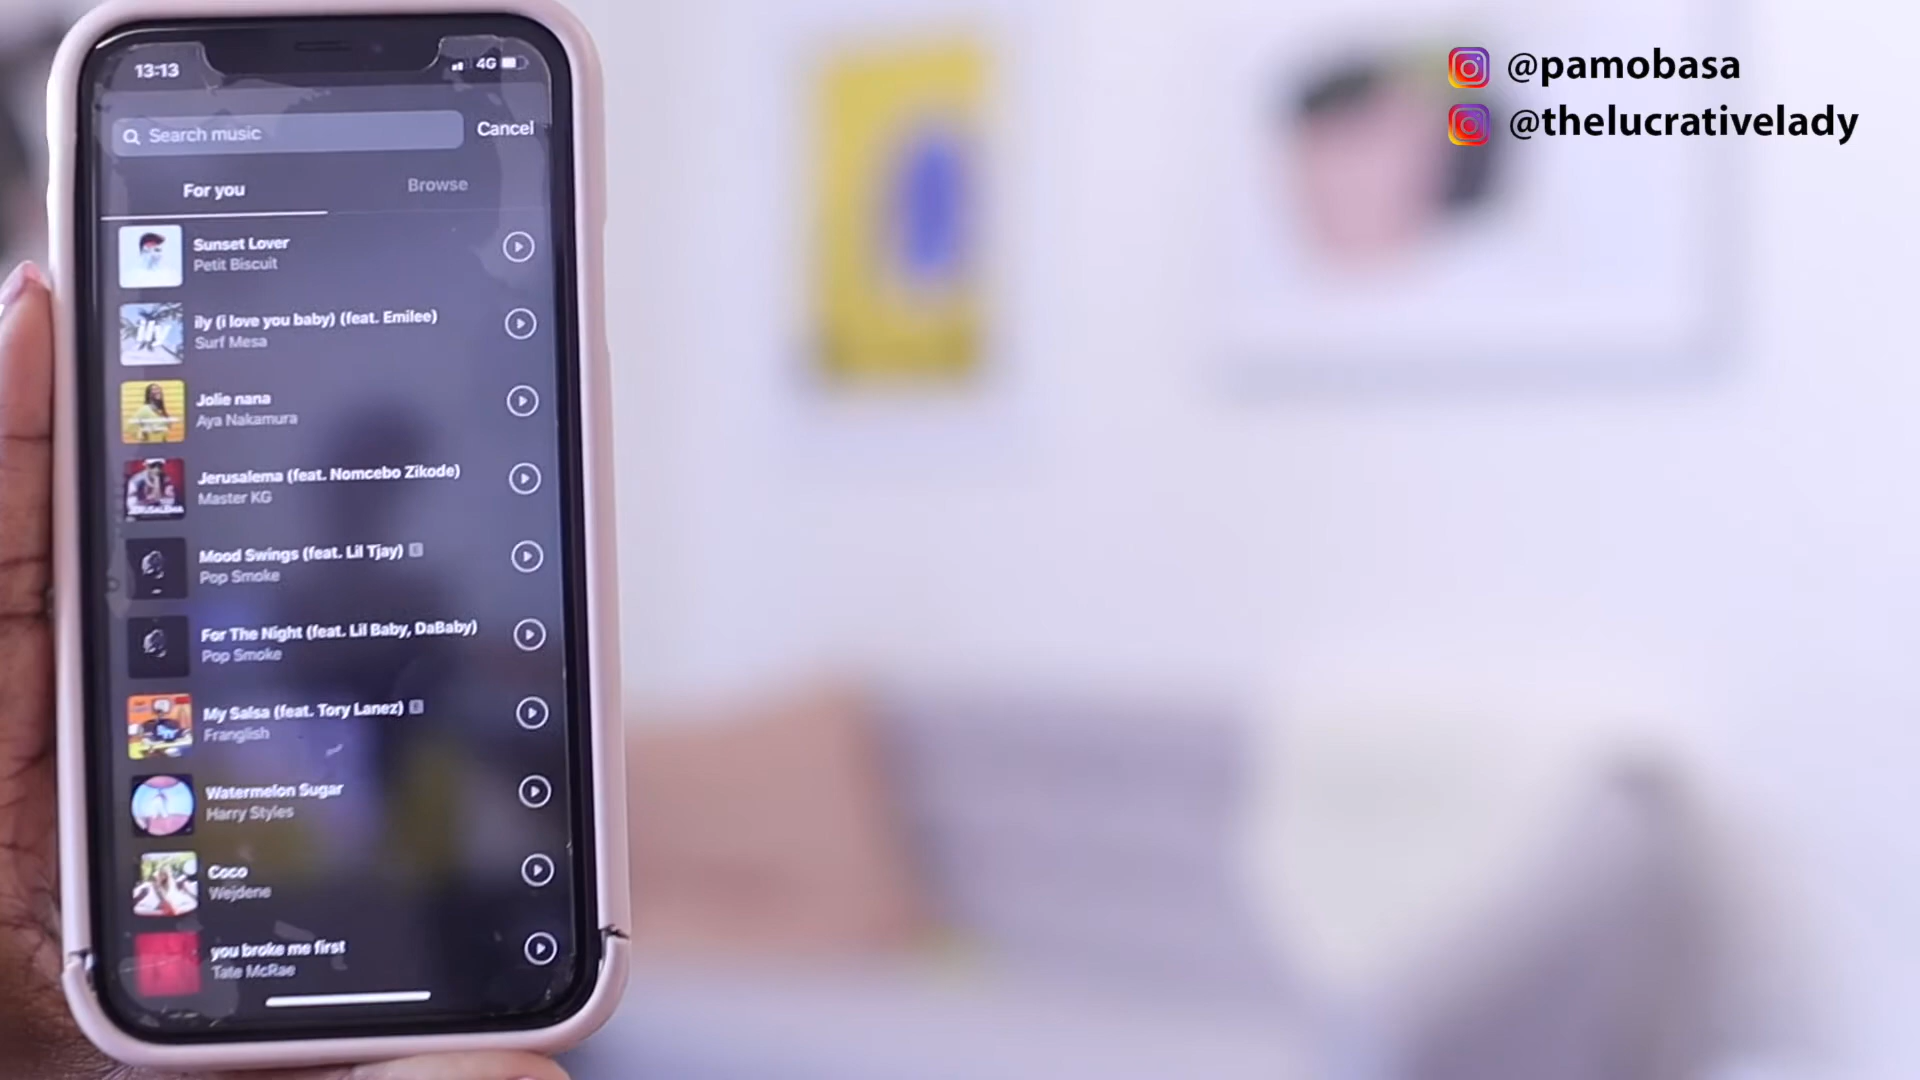 13:13
4G
Search music
Cancel
For you
Browse
Sunset Lover
Petit Biscuit
ily (i love you baby) (feat. Emilee)
Surf Mesa
Jolie nana
Aya Nakamura
Jerusalema (feat. Nomcebo Zikode)
Master KG
Mood Swings (feat. Lil Tjay) E
Pop Smoke
For The Night (feat. Lil Baby, DaBaby)
Pop Smoke
My Salsa (feat. Tory Lanez) E
Franglish
Watermelon Sugar
Harry Styles
Coco
Wejdene
you broke me first
Tate McRae
@pamobasa
@thelucrativelady
ily
JERUSALEMA